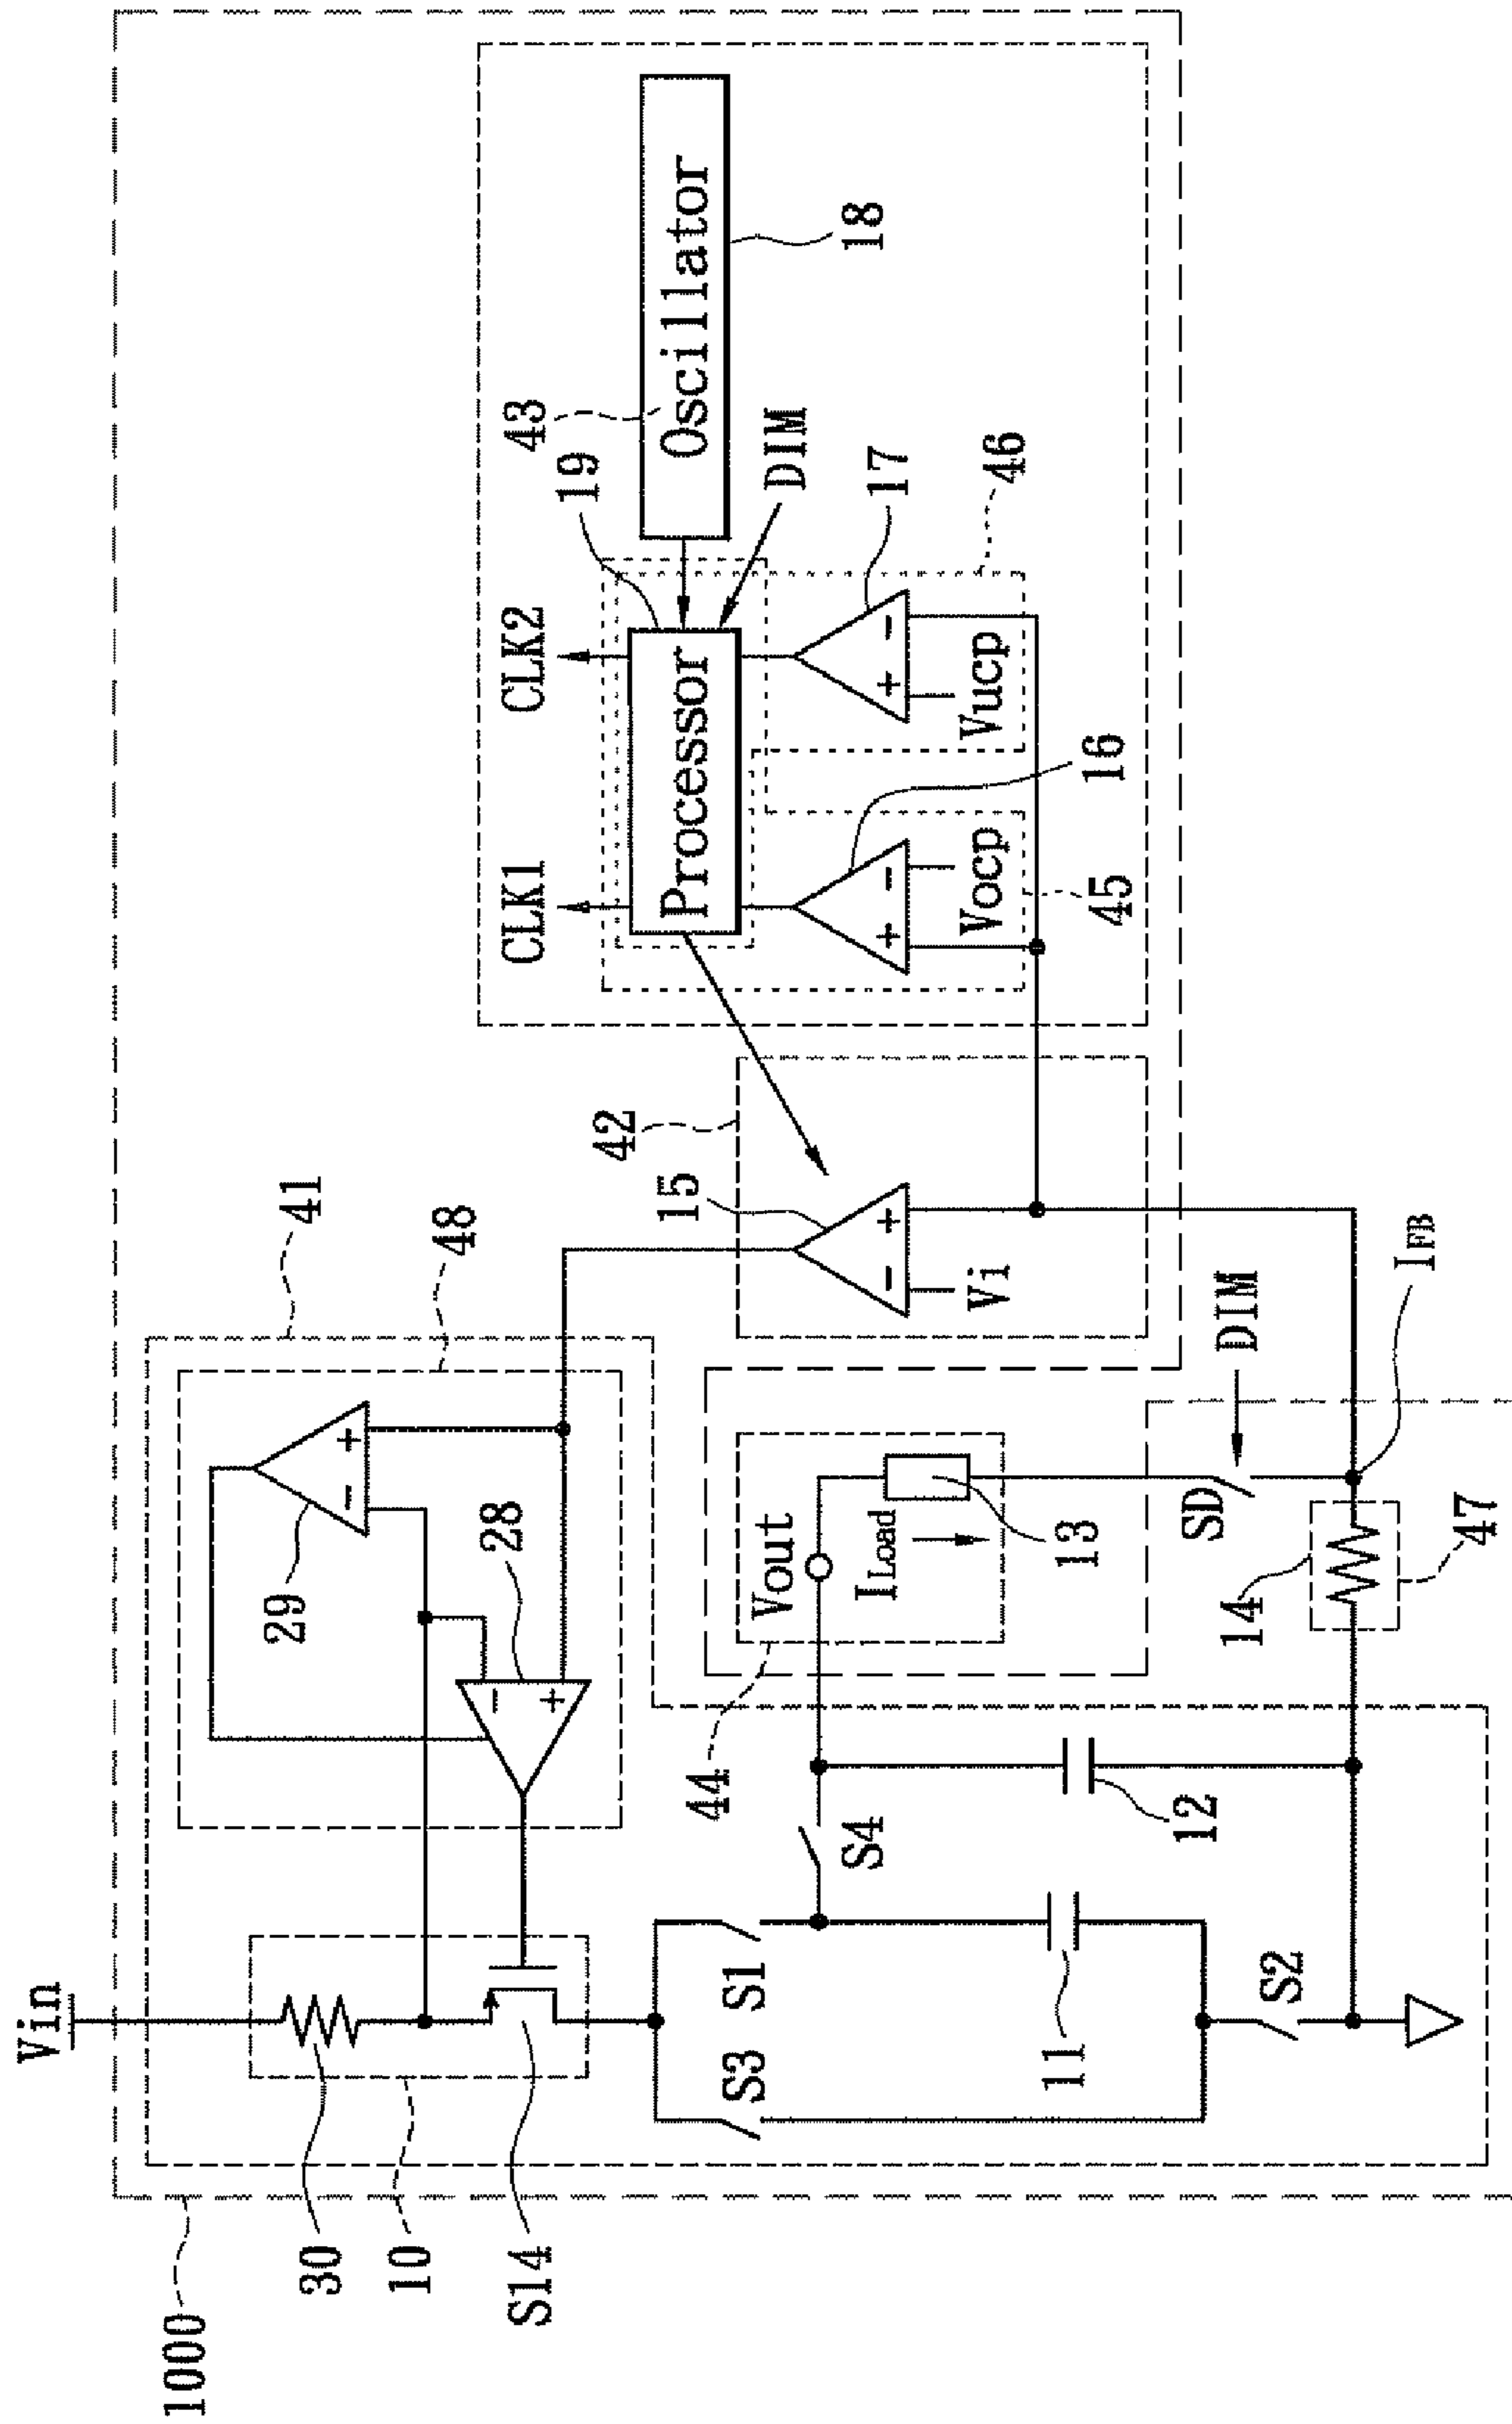 1000
Vin
30
10
S14
41
48
29
28
S3
S1
S4
S2
11
12
44
Vout
ILoad
13
SD
DIM
IFB
14
47
42
15
+
−
Vi
CLK1
CLK2
19
Processor
43
Oscillator
18
DIM
16
17
+
−
Vocp
45
+
−
Vucp
46
−
+
−
+